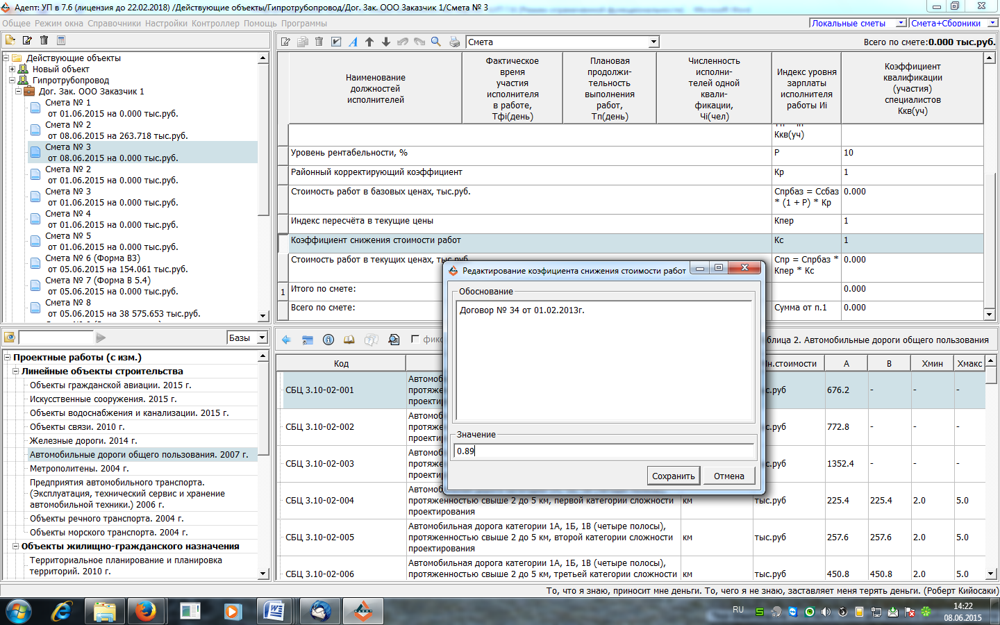 Адепт: УП в 7.6 (лицензия до 22.02.2018) /Действующие объекты/Гипротрубопровод/Дог. Зак. ООО Заказчик 1/Смета № 3
Общее Режим окна Справочники Настройки Контроллер Помощь Программы
Локальные сметы
Смета+Сборники
Смета
Всего по смете:0.000 тыс.руб.
Действующие объекты
Новый объект
Гипротрубопровод
Дог. Зак. ООО Заказчик 1
Смета № 1
от 01.06.2015 на 0.000 тыс.руб.
Смета № 2
от 08.06.2015 на 263.718 тыс.руб.
Смета № 3
от 08.06.2015 на 0.000 тыс.руб.
Смета № 2
от 01.06.2015 на 0.000 тыс.руб.
Смета № 3
от 01.06.2015 на 0.000 тыс.руб.
Смета № 4
от 01.06.2015 на 0.000 тыс.руб.
Смета № 5
от 01.06.2015 на 0.000 тыс.руб.
Смета № 6 (Форма В3)
от 05.06.2015 на 154.061 тыс.руб.
Смета № 7 (Форма В 5.4)
от 05.06.2015 на 0.000 тыс.руб.
Смета № 8
от 05.06.2015 на 38 575.653 тыс.руб.
Наименование
должностей
исполнителей
Фактическое
время
участия
исполнителя
в работе,
Тфi(день)
Плановая
продолжи-
тельность
выполнения
работ,
Тп(день)
Численность
исполни-
телей одной
квали-
фикации,
Чi(чел)
Индекс уровня
зарплаты
исполнителя
работы Иi
Коэффициент
квалификации
(участия)
специалистов
Ккв(уч)
Ккв(уч)
Уровень рентабельности, % Р 10
Районный корректирующий коэффициент Кр 1
Стоимость работ в базовых ценах, тыс.руб. Спрбаз = Ссбаз 0.000
* (1 + Р) * Кр
Индекс пересчёта в текущие цены Кпер 1
Коэффициент снижения стоимости работ Кс 1
Стоимость работ в текущих ценах, тыс.руб. Спр = Спрбаз * 0.000
Кпер * Кс
1 Итого по смете: 0.000
Всего по смете: Сумма от п.1 0.000
Редактирование коэфициента снижения стоимости работ
Обоснование
Договор № 34 от 01.02.2013г.
Значение
0.89
Сохранить Отмена
Базы
Проектные работы (с изм.)
Линейные объекты строительства
Объекты гражданской авиации. 2015 г.
Искусственные сооружения. 2015 г.
Объекты водоснабжения и канализации. 2015 г.
Объекты связи. 2010 г.
Железные дороги. 2014 г.
Автомобильные дороги общего пользования. 2007 г.
Метрополитены. 2004 г.
Предприятия автомобильного транспорта.
(Эксплуатация, технический сервис и хранение
автомобильной техники.) 2006 г.
Объекты речного транспорта. 2004 г.
Объекты морского транспорта. 2004 г.
Объекты жилищно-гражданского назначения
Территориальное планирование и планировка
территорий. 2010 г.
фикс
блица 2. Автомобильные дороги общего пользования
Код н.стоимости А В Хмин Хмакс
СБЦ 3.10-02-001
Автомоб
протяже
проекти
с.руб 676.2 - - -
СБЦ 3.10-02-002
Автомоб
протяже
проекти
с.руб 772.8 - - -
СБЦ 3.10-02-003
Автомоб
протяже
проекти
с.руб 1352.4 - - -
СБЦ 3.10-02-004
протяженностью свыше 2 до 5 км, первой категории сложности
проектирования
км тыс.руб 225.4 225.4 2.0 5.0
СБЦ 3.10-02-005
Автомобильная дорога категории 1А, 1Б, 1В (четыре полосы),
протяженностью свыше 2 до 5 км, второй категории сложности
проектирования
км тыс.руб 257.6 257.6 2.0 5.0
СБЦ 3.10-02-006
Автомобильная дорога категории 1А, 1Б, 1В (четыре полосы),
протяженностью свыше 2 до 5 км, третьей категории сложности
км тыс.руб 450.8 450.8 2.0 5.0
То, что я знаю, приносит мне деньги. То, чего я не знаю, заставляет меня терять деньги. (Роберт Кийосаки)
RU
14:22
08.06.2015